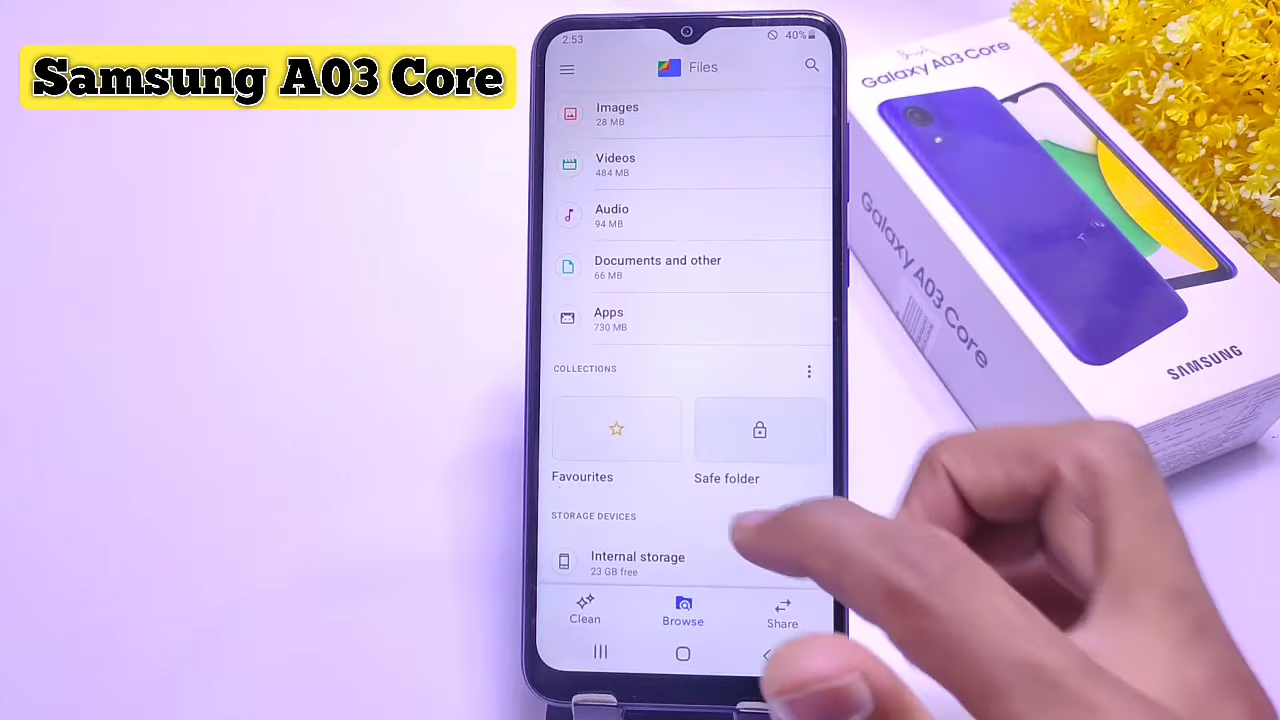 Samsung A03 Core
2:53
40%
Files
Images
28 MB
Videos
484 MB
Audio
94 MB
Documents and other
66 MB
Apps
730 MB
COLLECTIONS
Favourites
Safe folder
STORAGE DEVICES
Internal storage
23 GB free
Clean
Browse
Share
Galaxy A03 Core
Galaxy A03 Core
SAMSUNG